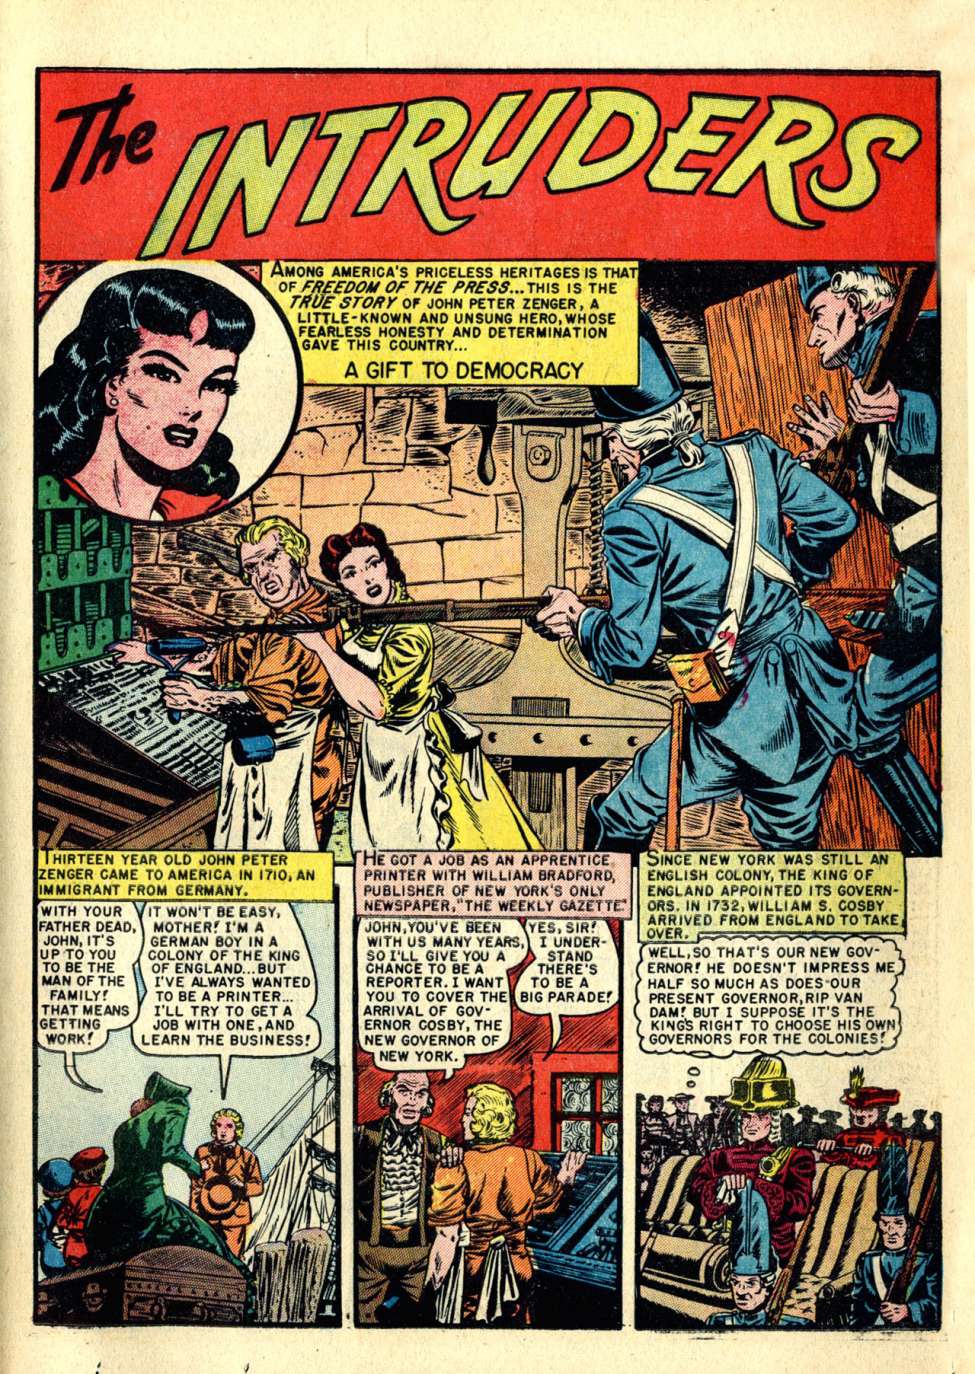 The INTRUDERS
AMONG AMERICA'S PRICELESS HERITAGES IS THAT
OF FREEDOM OF THE PRESS... THIS IS THE
TRUE STORY OF JOHN PETER ZENGER, A
LITTLE-KNOWN AND UNSUNG HERO, WHOSE
FEARLESS HONESTY AND DETERMINATION
GAVE THIS COUNTRY...
A GIFT TO DEMOCRACY
THIRTEEN YEAR OLD JOHN PETER
ZENGER CAME TO AMERICA IN 1710, AN
IMMIGRANT FROM GERMANY.
WITH YOUR
FATHER DEAD,
JOHN, IT'S
UP TO YOU
TO BE THE
MAN OF THE
FAMILY!
THAT MEANS
GETTING
WORK!
IT WON'T BE EASY,
MOTHER! I'M A
GERMAN BOY IN A
COLONY OF THE KING
OF ENGLAND... BUT
I'VE ALWAYS WANTED
TO BE A PRINTER...
I'LL TRY TO GET A
JOB WITH ONE, AND
LEARN THE BUSINESS!
HE GOT A JOB AS AN APPRENTICE
PRINTER WITH WILLIAM BRADFORD,
PUBLISHER OF NEW YORK'S ONLY
NEWSPAPER, "THE WEEKLY GAZETTE."
JOHN, YOU'VE BEEN
WITH US MANY YEARS,
SO I'LL GIVE YOU A
CHANCE TO BE A
REPORTER. I WANT
YOU TO COVER THE
ARRIVAL OF GOV-
ERNOR COSBY, THE
NEW GOVERNOR OF
NEW YORK.
YES, SIR!
I UNDER-
STAND
THERE'S
TO BE A
BIG PARADE!
SINCE NEW YORK WAS STILL AN
ENGLISH COLONY, THE KING OF
ENGLAND APPOINTED ITS GOVERN-
ORS. IN 1732, WILLIAM S. COSBY
ARRIVED FROM ENGLAND TO TAKE
OVER.
WELL, SO THAT'S OUR NEW GOV-
ERNOR! HE DOESN'T IMPRESS ME
HALF SO MUCH AS DOES OUR
PRESENT GOVERNOR, RIP VAN
DAM! BUT I SUPPOSE IT'S THE
KING'S RIGHT TO CHOOSE HIS OWN
GOVERNORS FOR THE COLONIES!